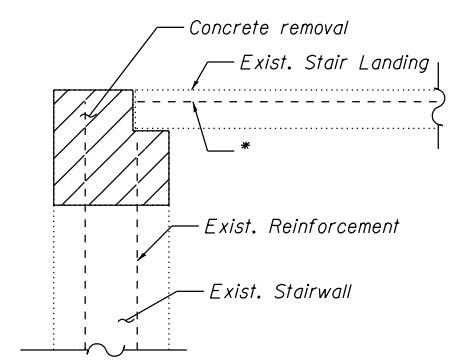 Concrete removal
Exist. Stair Landing
*
Exist. Reinforcement
Exist. Stairwall